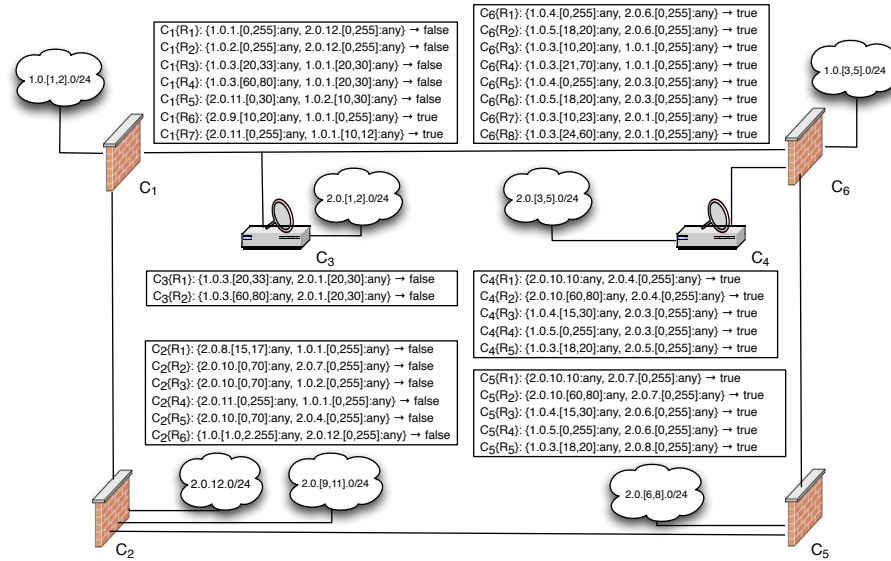 C1{R1}: {1.0.1.[0,255]:any, 2.0.12.[0,255]:any} → false
C1{R2}: {1.0.2.[0,255]:any, 2.0.12.[0,255]:any} → false
C1{R3}: {1.0.3.[20,33]:any, 1.0.1.[20,30]:any} → false
C1{R4}: {1.0.3.[60,80]:any, 1.0.1.[20,30]:any} → false
C1{R5}: {2.0.11.[0,30]:any, 1.0.2.[10,30]:any} → false
C1{R6}: {2.0.9.[10,20]:any, 1.0.1.[0,255]:any} → true
C1{R7}: {2.0.11.[0,255]:any, 1.0.1.[10,12]:any} → true
C6{R1}: {1.0.4.[0,255]:any, 2.0.6.[0,255]:any} → true
C6{R2}: {1.0.5.[18,20]:any, 2.0.6.[0,255]:any} → true
C6{R3}: {1.0.3.[10,20]:any, 1.0.1.[0,255]:any} → true
C6{R4}: {1.0.3.[21,70]:any, 1.0.1.[0,255]:any} → true
C6{R5}: {1.0.4.[0,255]:any, 2.0.3.[0,255]:any} → true
C6{R6}: {1.0.5.[18,20]:any, 2.0.3.[0,255]:any} → true
C6{R7}: {1.0.3.[10,23]:any, 2.0.1.[0,255]:any} → true
C6{R8}: {1.0.3.[24,60]:any, 2.0.1.[0,255]:any} → true
1.0.[1,2].0/24
1.0.[3,5].0/24
C1
C6
2.0.[1,2].0/24
2.0.[3,5].0/24
C3
C4
C3{R1}: {1.0.3.[20,33]:any, 2.0.1.[20,30]:any} → false
C3{R2}: {1.0.3.[60,80]:any, 2.0.1.[20,30]:any} → false
C4{R1}: {2.0.10.10:any, 2.0.4.[0,255]:any} → true
C4{R2}: {2.0.10.[60,80]:any, 2.0.4.[0,255]:any} → true
C4{R3}: {1.0.4.[15,30]:any, 2.0.3.[0,255]:any} → true
C4{R4}: {1.0.5.[0,255]:any, 2.0.3.[0,255]:any} → true
C4{R5}: {1.0.3.[18,20]:any, 2.0.5.[0,255]:any} → true
C2{R1}: {2.0.8.[15,17]:any, 1.0.1.[0,255]:any} → false
C2{R2}: {2.0.10.[0,70]:any, 2.0.7.[0,255]:any} → false
C2{R3}: {2.0.10.[0,70]:any, 1.0.2.[0,255]:any} → false
C2{R4}: {2.0.11.[0,255]:any, 1.0.1.[0,255]:any} → false
C2{R5}: {2.0.10.[0,70]:any, 2.0.4.[0,255]:any} → false
C2{R6}: {1.0.[1.0,2.255]:any, 2.0.12.[0,255]:any} → false
C5{R1}: {2.0.10.10:any, 2.0.7.[0,255]:any} → true
C5{R2}: {2.0.10.[60,80]:any, 2.0.7.[0,255]:any} → true
C5{R3}: {1.0.4.[15,30]:any, 2.0.6.[0,255]:any} → true
C5{R4}: {1.0.5.[0,255]:any, 2.0.6.[0,255]:any} → true
C5{R5}: {1.0.3.[18,20]:any, 2.0.8.[0,255]:any} → true
2.0.12.0/24
2.0.[9,11].0/24
2.0.[6,8].0/24
C2
C5